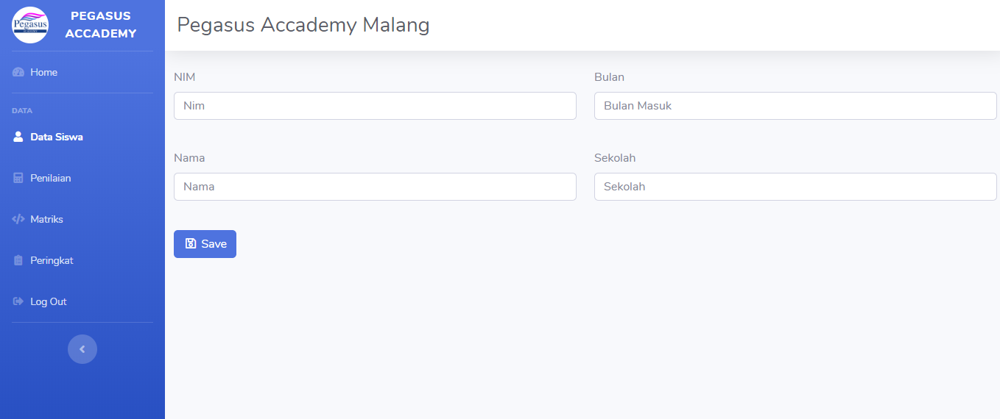 Pegasus
PEGASUS
ACCADEMY
Home
DATA
Data Siswa
Penilaian
Matriks
Peringkat
Log Out
Pegasus Accademy Malang
NIM
Bulan
Nim
Bulan Masuk
Nama
Sekolah
Nama
Sekolah
Save